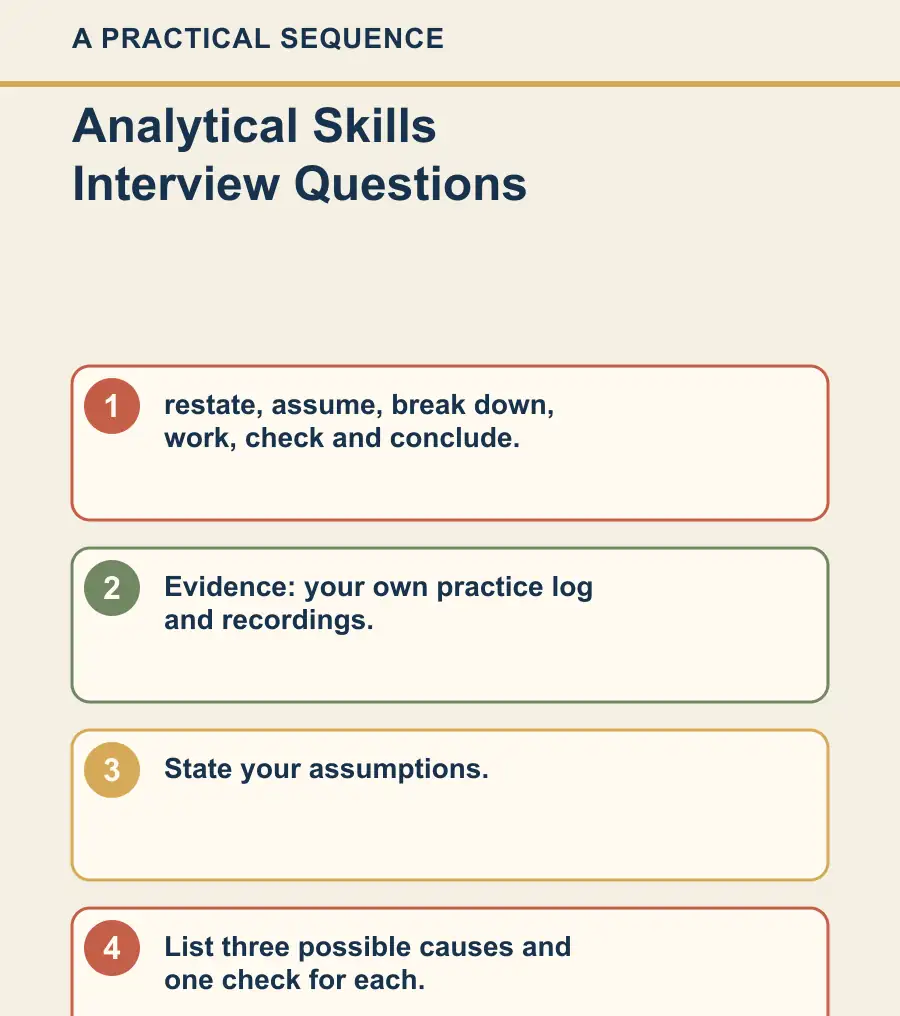 A PRACTICAL SEQUENCE
Analytical Skills
Interview Questions
1
restate, assume, break down,
work, check and conclude.
2
Evidence: your own practice log
and recordings.
3
State your assumptions.
4
List three possible causes and
one check for each.